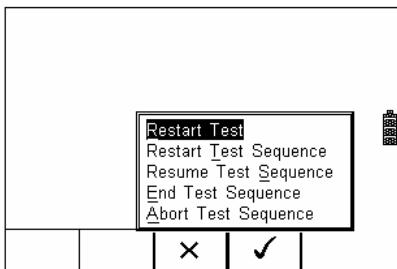 Restart Test
Restart Test Sequence
Resume Test Sequence
End Test Sequence
Abort Test Sequence